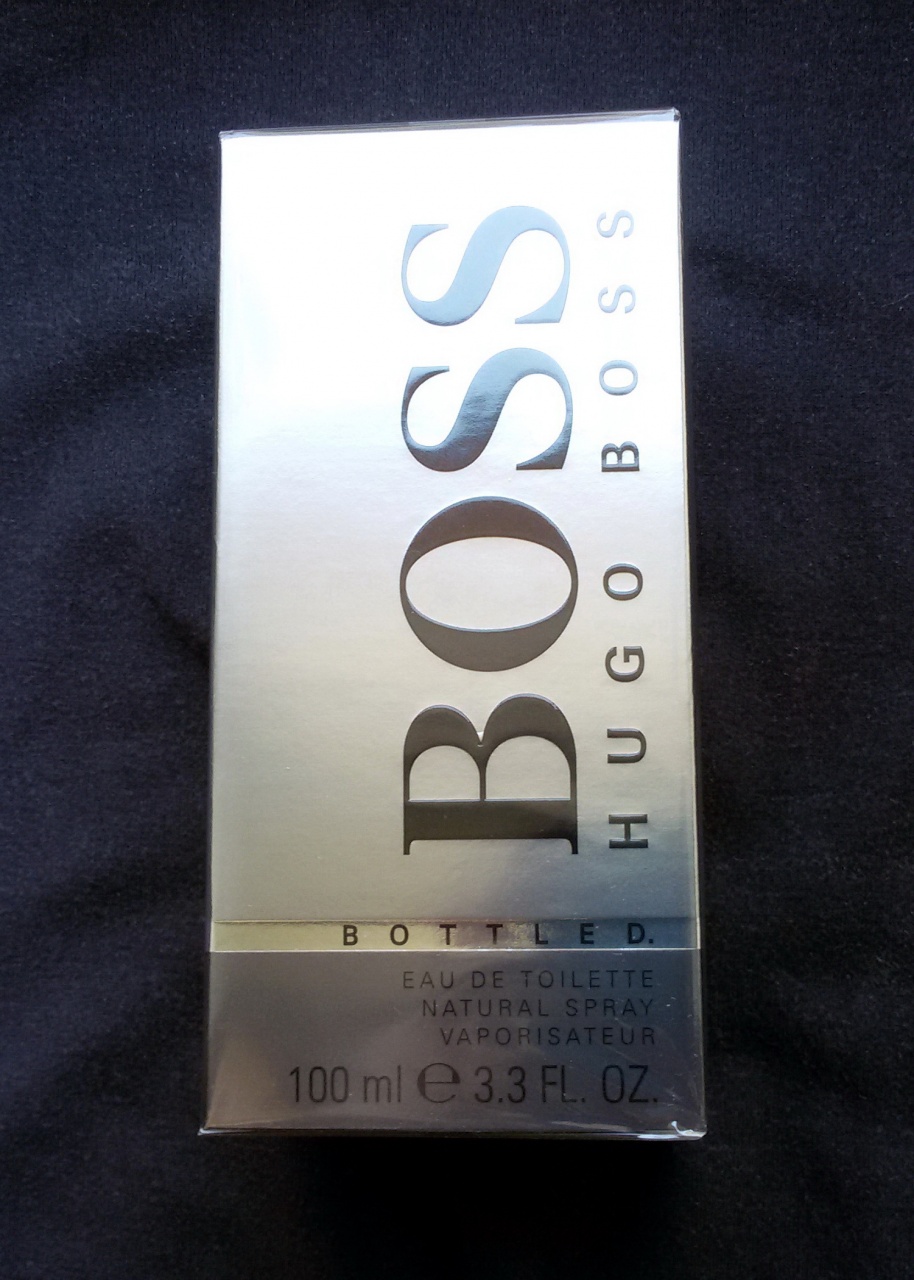 BOSS
HUGO BOSS
BOTTLED.
EAU DE TOILETTE
NATURAL SPRAY
VAPORISATEUR
100 ml ℮ 3.3 FL. OZ.